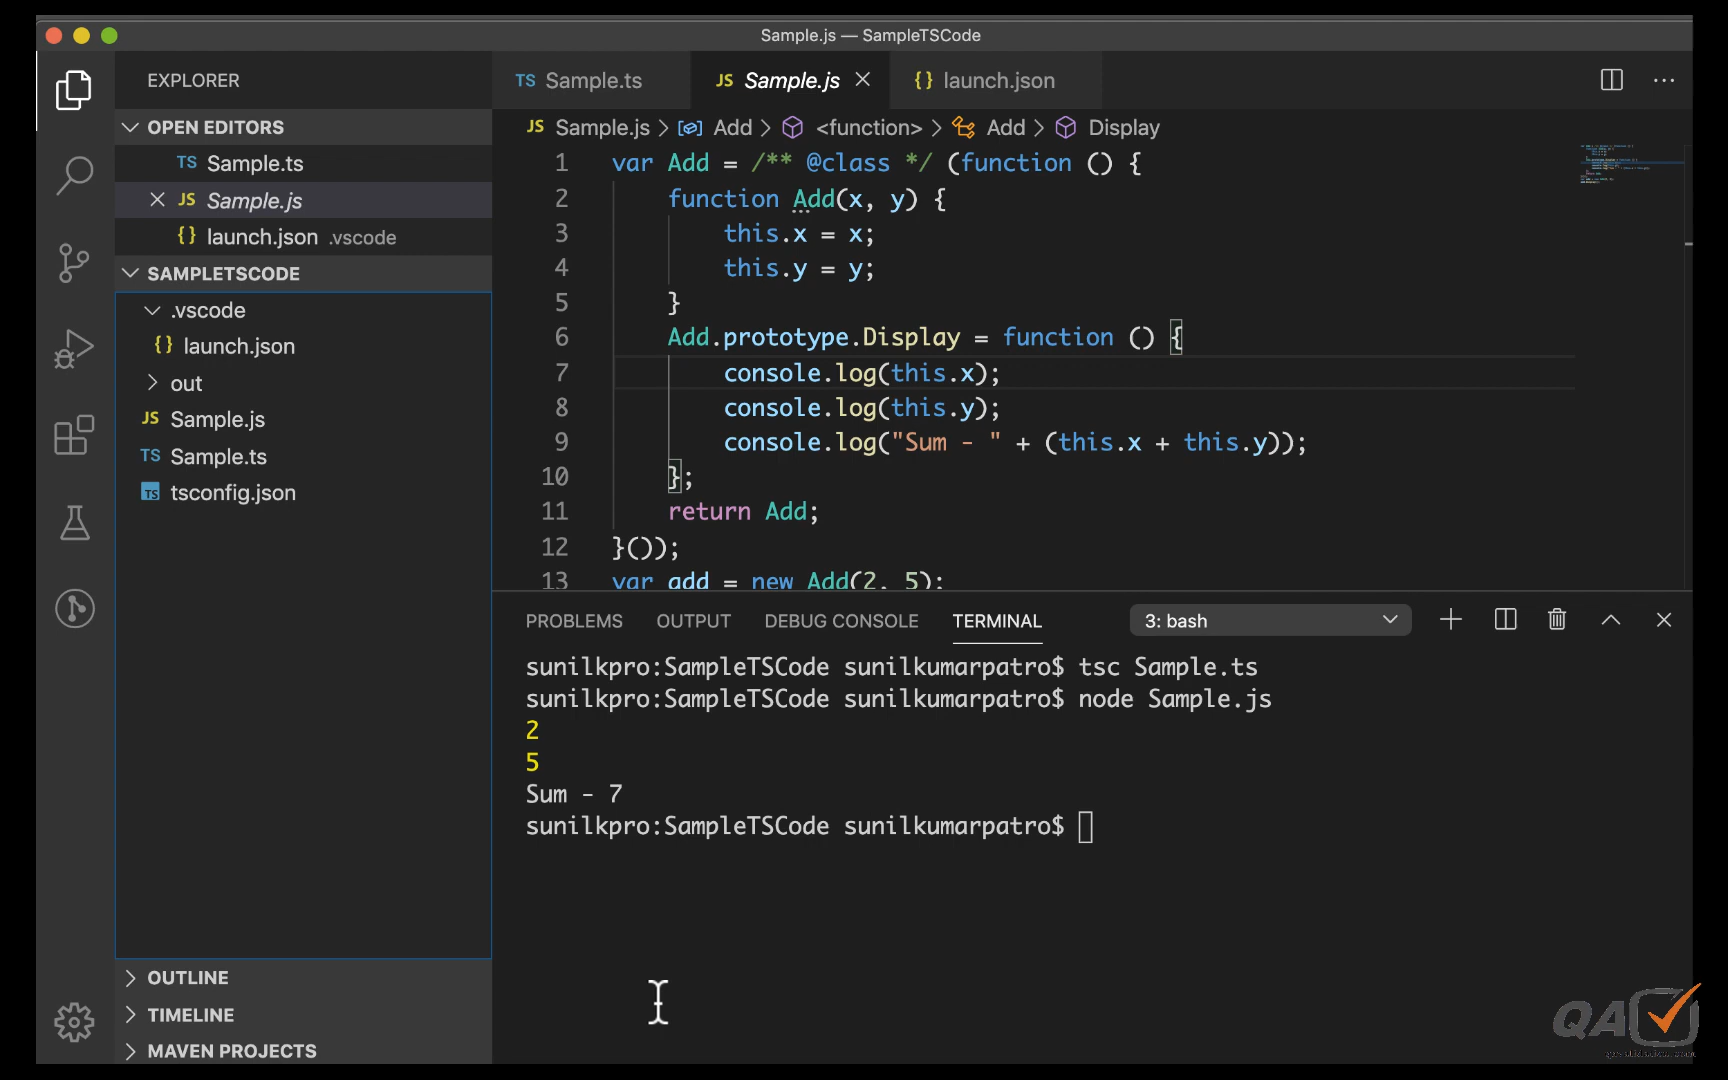 Sample.js — SampleTSCode
EXPLORER
OPEN EDITORS
TS Sample.ts
JS Sample.js
{} launch.json .vscode
SAMPLETSCODE
.vscode
{} launch.json
out
JS Sample.js
TS Sample.ts
TS tsconfig.json
OUTLINE
TIMELINE
MAVEN PROJECTS
TS Sample.ts
JS Sample.js
{} launch.json
JS Sample.js > Add > <function> > Add > Display
1 var Add = /** @class */ (function () {
2 function Add(x, y) {
3 this.x = x;
4 this.y = y;
5 }
6 Add.prototype.Display = function () {
7 console.log(this.x);
8 console.log(this.y);
9 console.log("Sum - " + (this.x + this.y));
10 };
11 return Add;
12 }());
13 var add = new Add(2, 5);
PROBLEMS OUTPUT DEBUG CONSOLE TERMINAL 3: bash
sunilkpro:SampleTSCode sunilkumarpatro$ tsc Sample.ts
sunilkpro:SampleTSCode sunilkumarpatro$ node Sample.js
2
5
Sum - 7
sunilkpro:SampleTSCode sunilkumarpatro$
QA